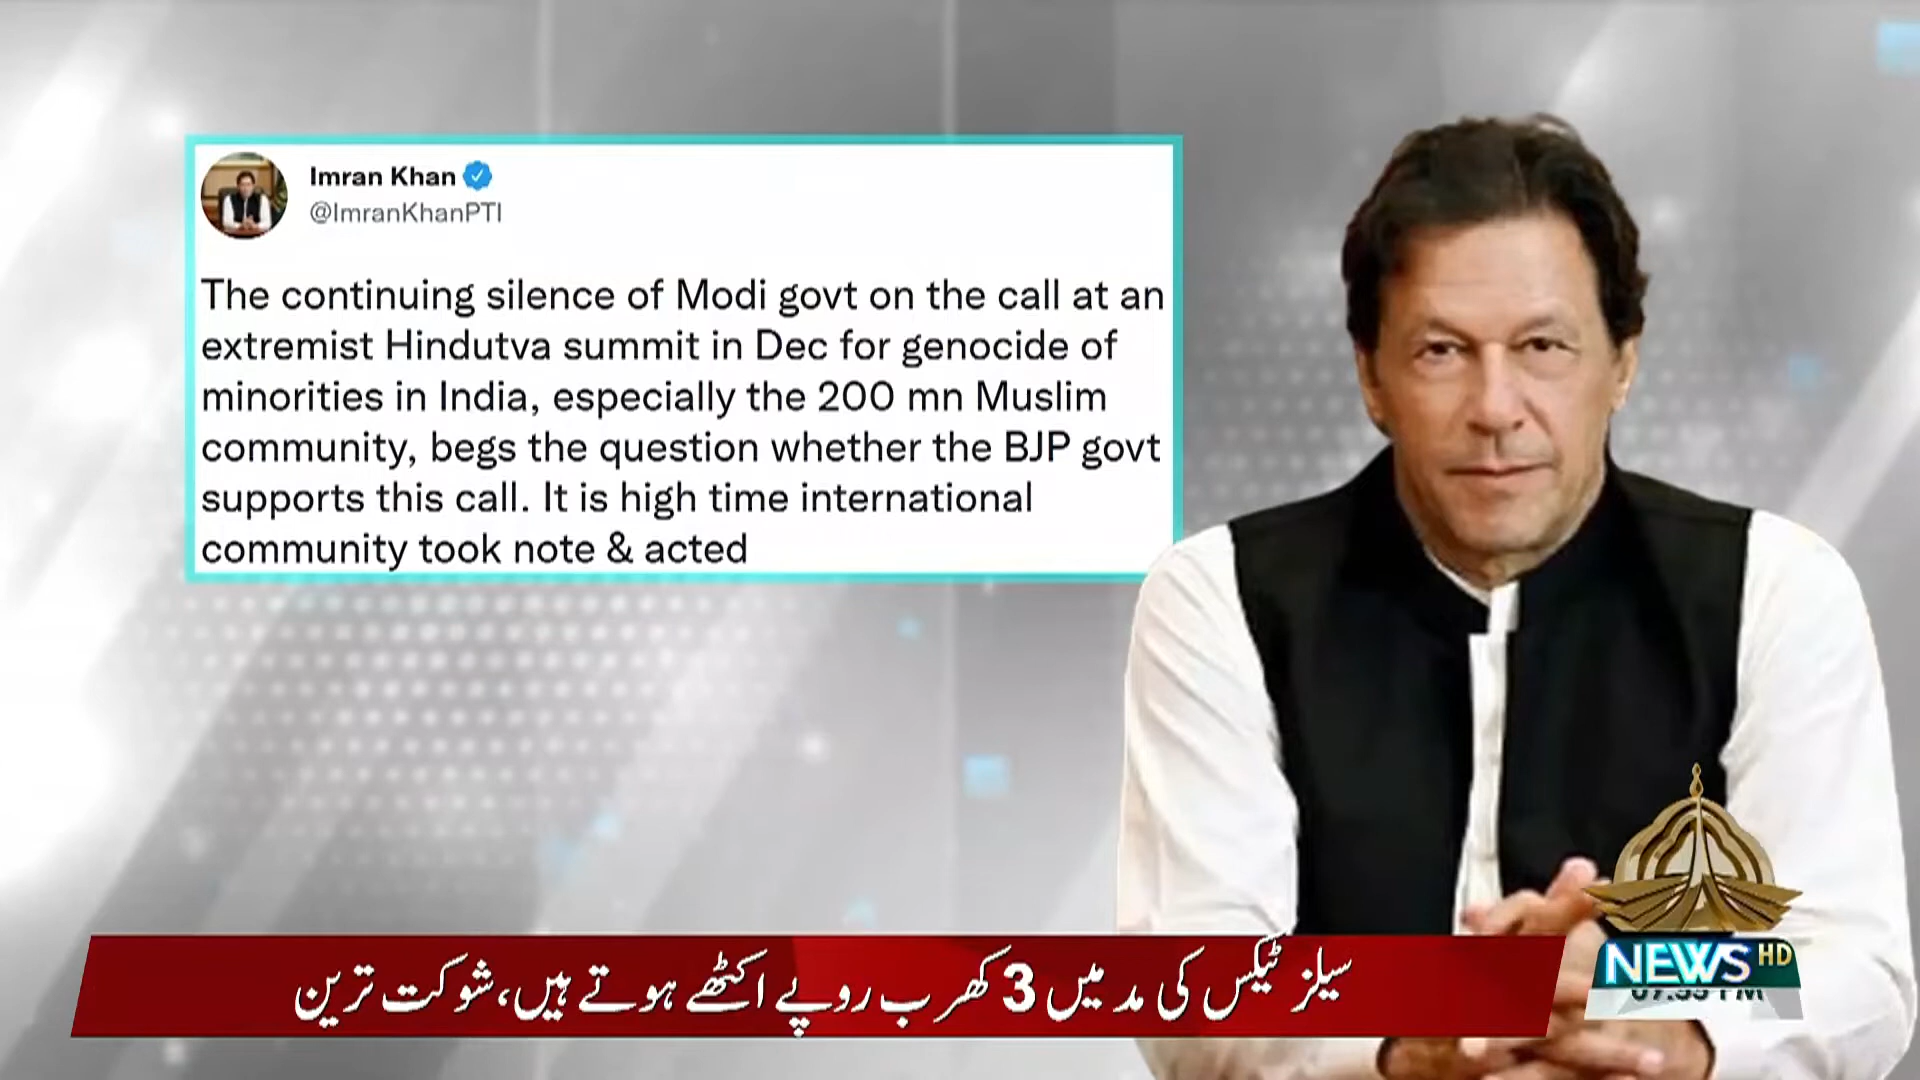 Imran Khan
@ImranKhanPTI
The continuing silence of Modi govt on the call at an
extremist Hindutva summit in Dec for genocide of
minorities in India, especially the 200 mn Muslim
community, begs the question whether the BJP govt
supports this call. It is high time international
community took note & acted
سیلز ٹیکس کی مد میں 3 کھرب روپے اکٹھے ہوتے ہیں، شوکت ترین
NEWS HD